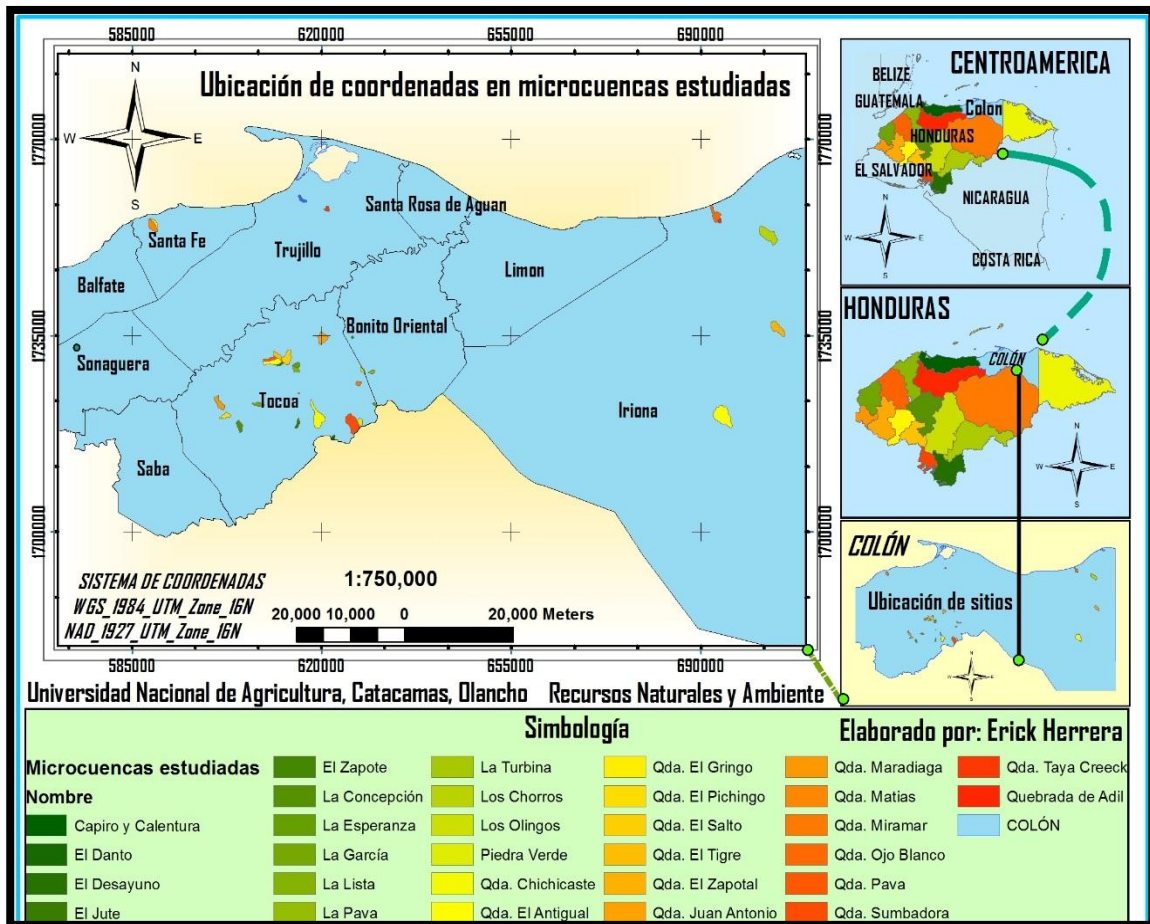 585000 620000 655000 690000
Ubicación de coordenadas en microcuencas estudiadas
N
W E
S
1770000 1770000
Santa Rosa de Aguan
Santa Fe
Trujillo
Limon
Balfate
Bonito Oriental
1735000 1735000
Sonaguera
Tocoa
Iriona
Saba
1700000 1700000
SISTEMA DE COORDENADAS
WGS_1984_UTM_Zone_16N
NAD_1927_UTM_Zone_16N
1:750,000
20,000 10,000 0 20,000 Meters
585000 620000 655000 690000
CENTROAMERICA
BELIZE
GUATEMALA
Colon
HONDURAS
EL SALVADOR
NICARAGUA
N
W E
S
COSTA RICA
HONDURAS
COLÓN
N
W E
S
COLÓN
Ubicación de sitios
N
W E
S
Universidad Nacional de Agricultura, Catacamas, Olancho Recursos Naturales y Ambiente
Simbología
Elaborado por: Erick Herrera
Microcuencas estudiadas
Nombre
Capiro y Calentura
El Danto
El Desayuno
El Jute
El Zapote
La Concepción
La Esperanza
La García
La Lista
La Pava
La Turbina
Los Chorros
Los Olingos
Piedra Verde
Qda. Chichicaste
Qda. El Antigual
Qda. El Gringo
Qda. El Pichingo
Qda. El Salto
Qda. El Tigre
Qda. El Zapotal
Qda. Juan Antonio
Qda. Maradiaga
Qda. Matias
Qda. Miramar
Qda. Ojo Blanco
Qda. Pava
Qda. Sumbadora
Qda. Taya Creeck
Quebrada de Adil
COLÓN